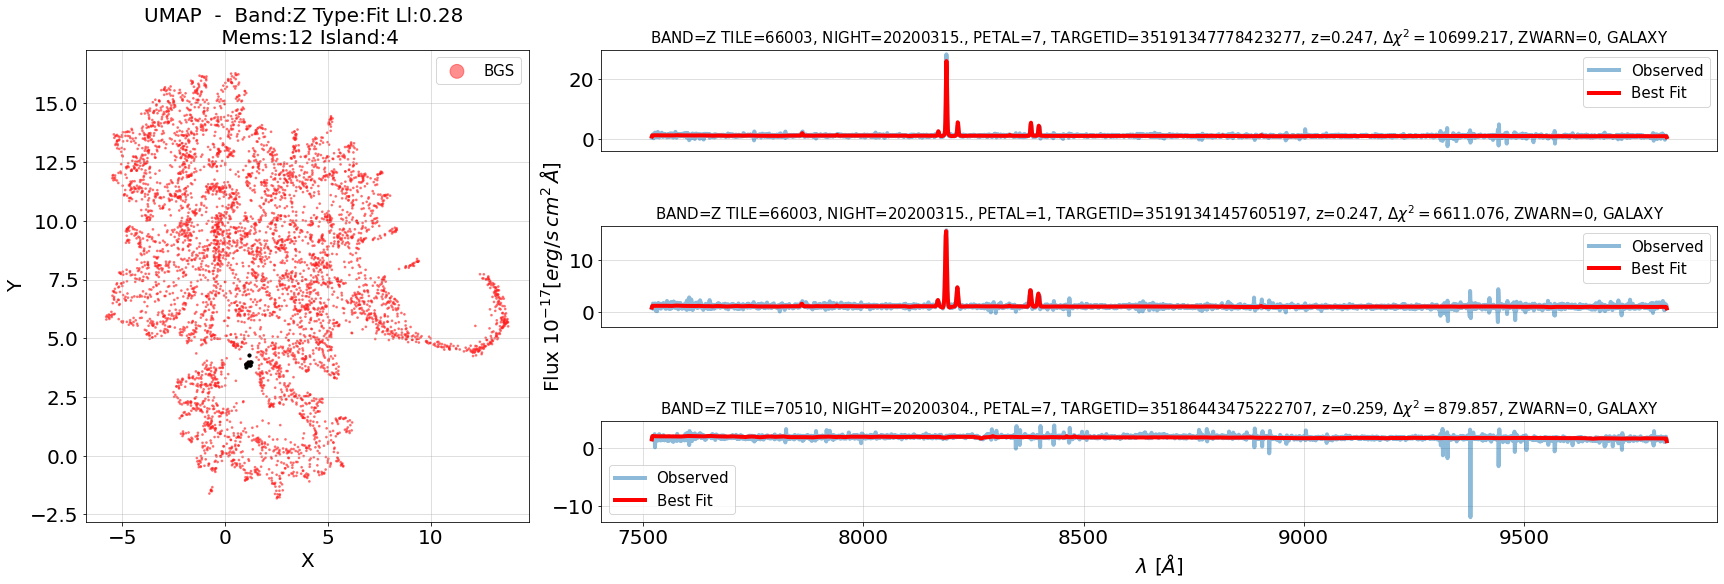 UMAP - Band:Z Type:Fit Ll:0.28
Mems:12 Island:4
BGS
15.0
12.5
10.0
7.5
5.0
2.5
0.0
−2.5
Y
−5 0 5 10
X
Flux 10⁻¹⁷[erg/s cm² Å]
BAND=Z TILE=66003, NIGHT=20200315., PETAL=7, TARGETID=35191347778423277, z=0.247, Δχ² = 10699.217, ZWARN=0, GALAXY
20
0
Observed
Best Fit
BAND=Z TILE=66003, NIGHT=20200315., PETAL=1, TARGETID=35191341457605197, z=0.247, Δχ² = 6611.076, ZWARN=0, GALAXY
10
0
Observed
Best Fit
BAND=Z TILE=70510, NIGHT=20200304., PETAL=7, TARGETID=35186443475222707, z=0.259, Δχ² = 879.857, ZWARN=0, GALAXY
0
−10
Observed
Best Fit
7500 8000 8500 9000 9500
λ [Å]